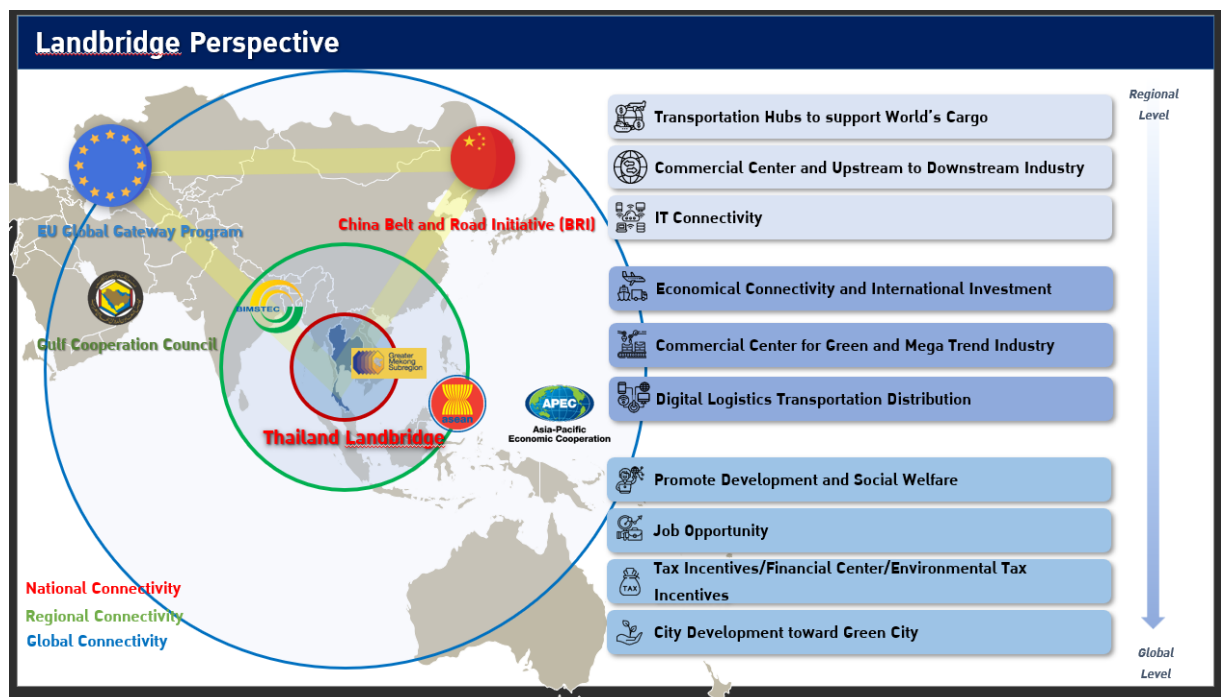 Landbridge Perspective
EU Global Gateway Program
China Belt and Road Initiative (BRI)
Gulf Cooperation Council
BIMSTEC
Greater
Mekong
Subregion
asean
APEC
Asia-Pacific
Economic Cooperation
Thailand Landbridge
National Connectivity
Regional Connectivity
Global Connectivity
Transportation Hubs to support World's Cargo
Commercial Center and Upstream to Downstream Industry
IT Connectivity
Economical Connectivity and International Investment
Commercial Center for Green and Mega Trend Industry
Digital Logistics Transportation Distribution
Promote Development and Social Welfare
Job Opportunity
TAX
Tax Incentives/Financial Center/Environmental Tax
Incentives
City Development toward Green City
Regional
Level
Global
Level